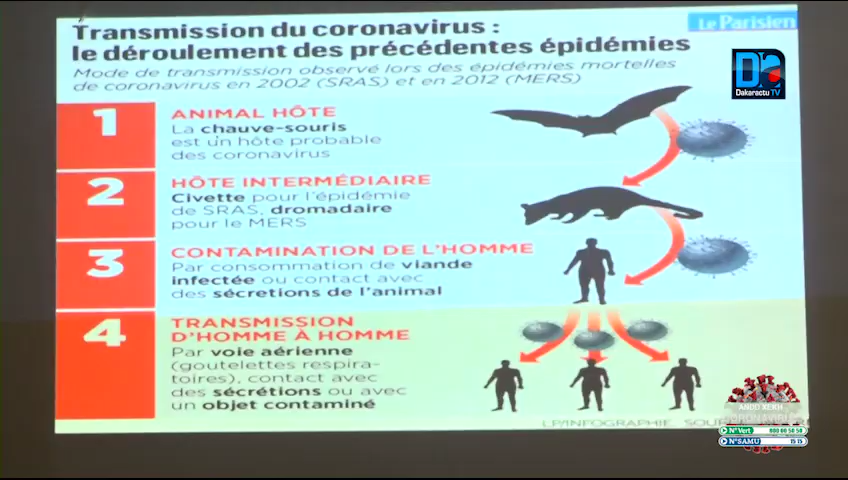 Transmission du coronavirus :
le déroulement des précédentes épidémies
Le Parisien
Mode de transmission observé lors des épidémies mortelles
de coronavirus en 2002 (SRAS) et en 2012 (MERS)
Dakaractu TV
1
ANIMAL HÔTE
La chauve-souris
est un hôte probable
des coronavirus
2
HÔTE INTERMÉDIAIRE
Civette pour l'épidémie
de SRAS, dromadaire
pour le MERS
3
CONTAMINATION DE L'HOMME
Par consommation de viande
infectée ou contact avec
des sécretions de l'animal
4
TRANSMISSION
D'HOMME À HOMME
Par voie aérienne
(goutelettes respira-
toires), contact avec
des sécrétions ou avec
un objet contaminé
LP/INFOGRAPHIE.
N° Vert 800 00 50 50
N°SAMU 15 15